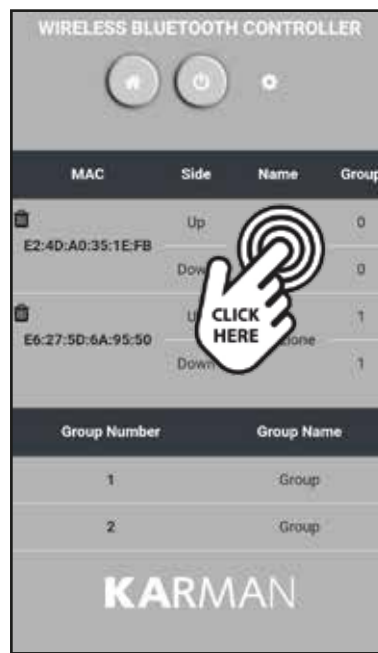 WIRELESS BLUETOOTH CONTROLLER
MAC Side Name Group
E2:4D:A0:35:1E:FB Up 0
Down 0
E6:27:5D:6A:95:50 1
Down 1
CLICK
HERE
Group Number Group Name
1 Group
2 Group
KARMAN